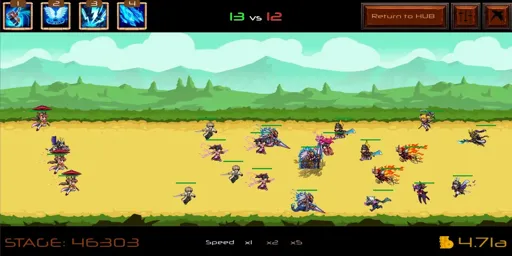 1 2 3 4
13 vs 12
Return to HUB
STAGE: 46303
Speed x1 x2 x5
4.71a